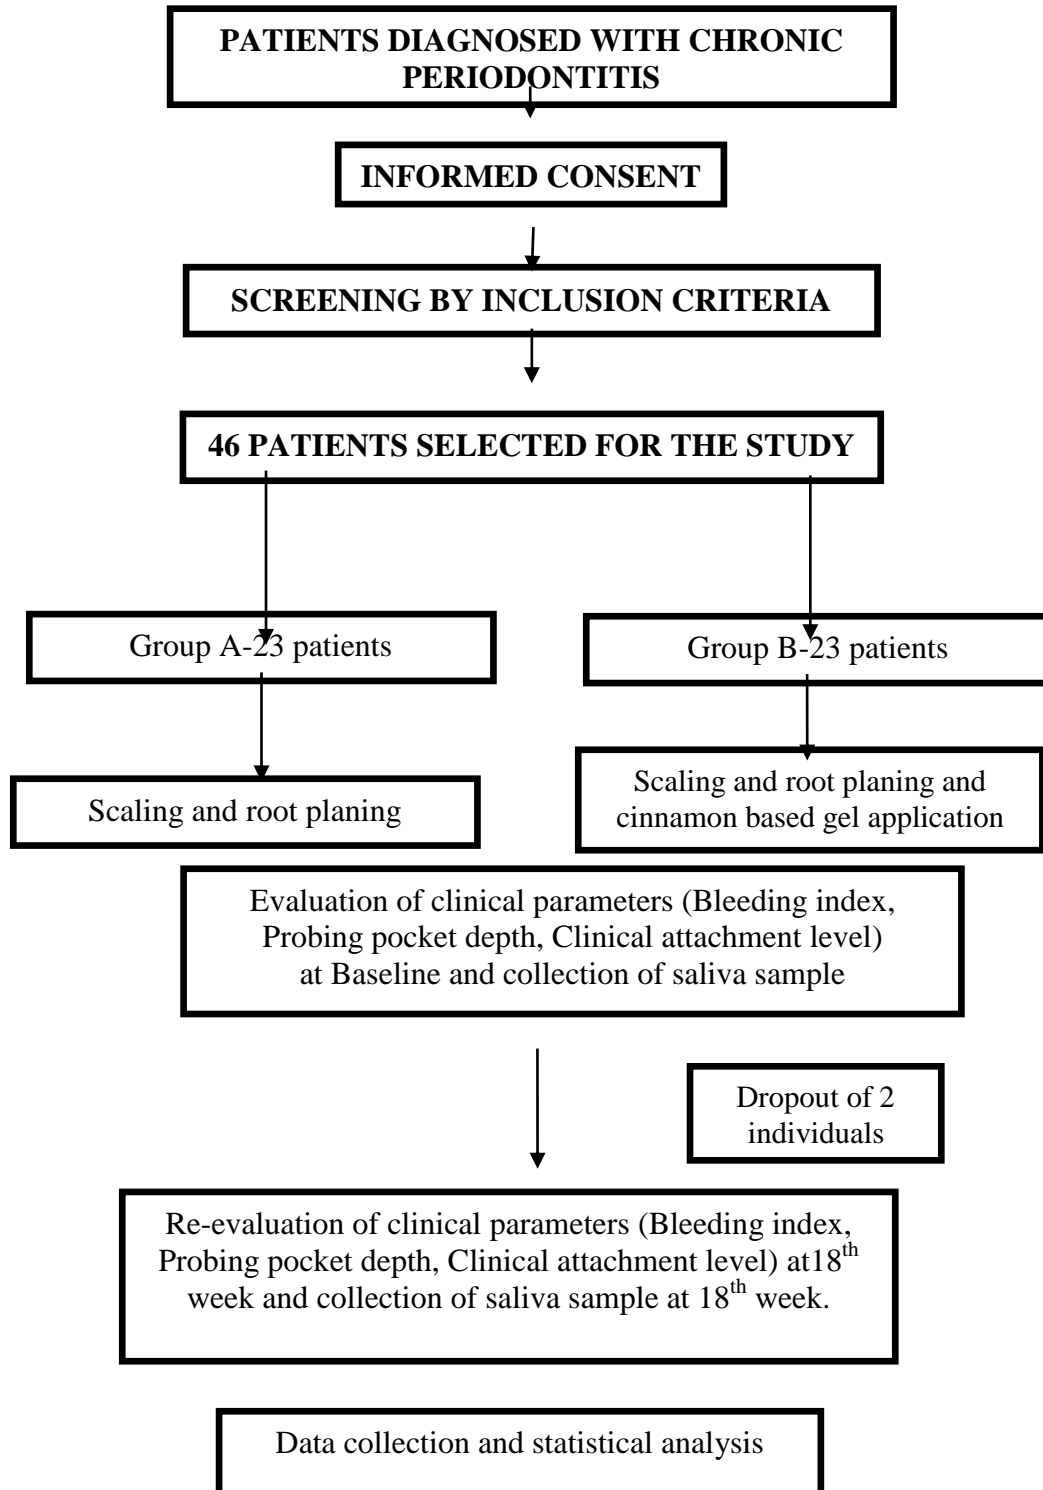 PATIENTS DIAGNOSED WITH CHRONIC
PERIODONTITIS
INFORMED CONSENT
SCREENING BY INCLUSION CRITERIA
46 PATIENTS SELECTED FOR THE STUDY
Group A-23 patients
Group B-23 patients
Scaling and root planing
Scaling and root planing and
cinnamon based gel application
Evaluation of clinical parameters (Bleeding index,
Probing pocket depth, Clinical attachment level)
at Baseline and collection of saliva sample
Dropout of 2
individuals
Re-evaluation of clinical parameters (Bleeding index,
Probing pocket depth, Clinical attachment level) at18th
week and collection of saliva sample at 18th week.
Data collection and statistical analysis